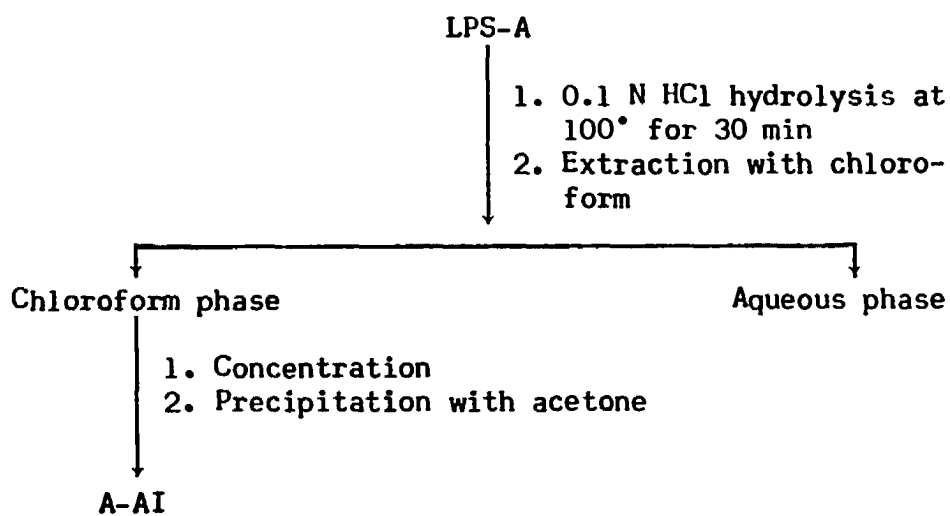 LPS-A
1. 0.1 N HCl hydrolysis at
100° for 30 min
2. Extraction with chloro-
form
Chloroform phase
Aqueous phase
1. Concentration
2. Precipitation with acetone
A-AI